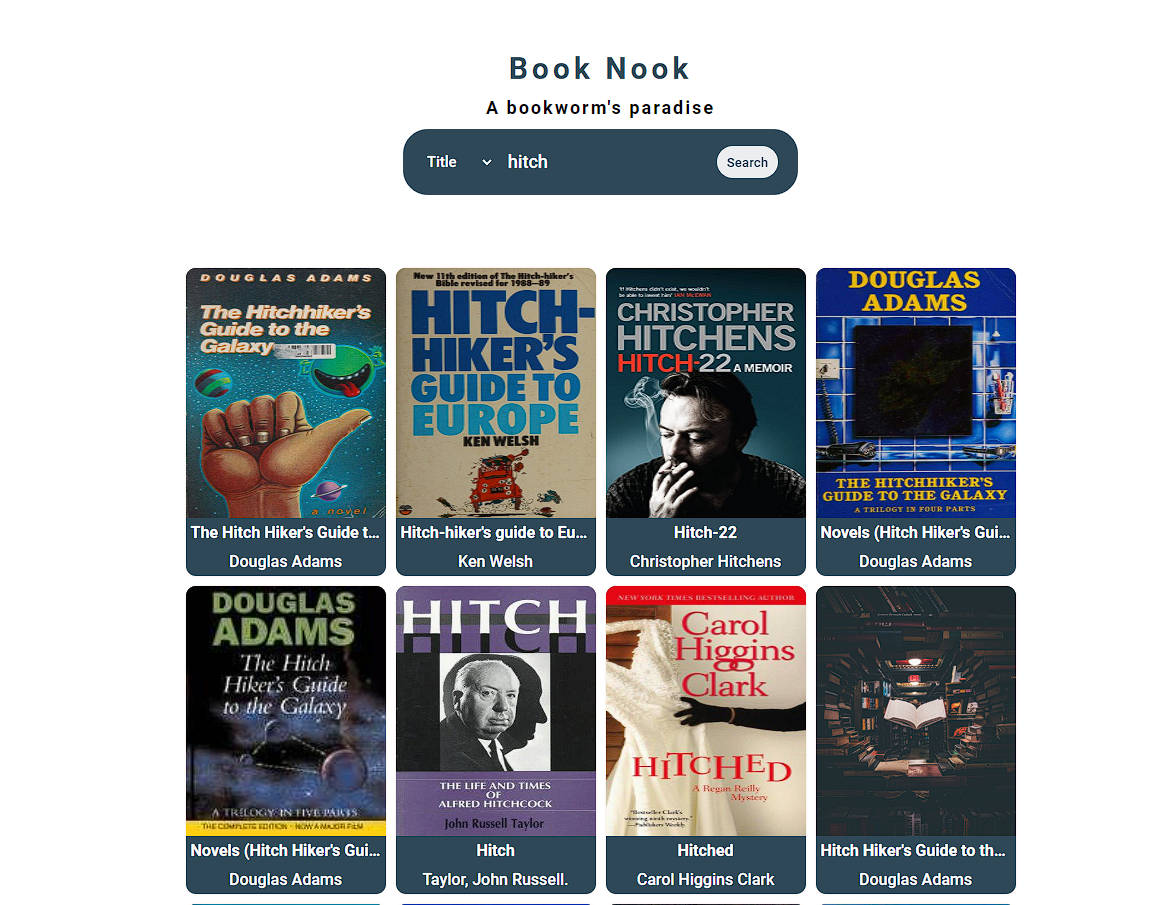 Book Nook
A bookworm's paradise
Title hitch Search
DOUGLAS ADAMS
The Hitchhiker's
Guide to the
Galaxy
a novel
The Hitch Hiker's Guide t...
Douglas Adams
New 11th edition of The Hitch-hiker's
Bible revised for 1988-89
HITCH-
HIKER'S
GUIDE TO
EUROPE
KEN WELSH
Hitch-hiker's guide to Eu...
Ken Welsh
'If Hitchens didn't exist, we wouldn't
be able to invent him' IAN McEWAN
CHRISTOPHER
HITCHENS
HITCH-22 A MEMOIR
Hitch-22
Christopher Hitchens
DOUGLAS
ADAMS
THE HITCHHIKER'S
GUIDE TO THE GALAXY
A TRILOGY IN FOUR PARTS
Novels (Hitch Hiker's Gui...
Douglas Adams
DOUGLAS
ADAMS
The Hitch
Hiker's Guide
to the Galaxy
A TRILOGY IN FIVE PARTS
THE COMPLETE EDITION - NOW A MAJOR FILM
Novels (Hitch Hiker's Gui...
Douglas Adams
HITCH
THE LIFE AND TIMES
OF
ALFRED HITCHCOCK
John Russell Taylor
Hitch
Taylor, John Russell.
NEW YORK TIMES BESTSELLING AUTHOR
Carol
Higgins
Clark
HITCHED
A Regan Reilly
Mystery
"Bestseller Clark's
winning ninth mystery."
—Publishers Weekly
Hitched
Carol Higgins Clark
Hitch Hiker's Guide to th...
Douglas Adams